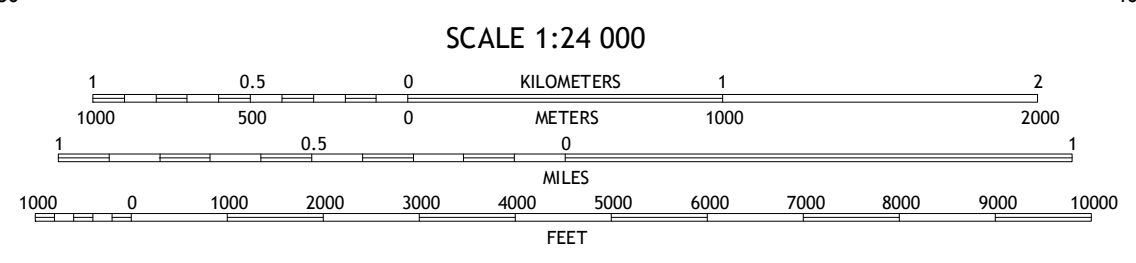 SCALE 1:24 000
1 0.5 0 KILOMETERS 1 2
1000 500 0 METERS 1000 2000
1 0.5 0 1
MILES
1000 0 1000 2000 3000 4000 5000 6000 7000 8000 9000 10000
FEET